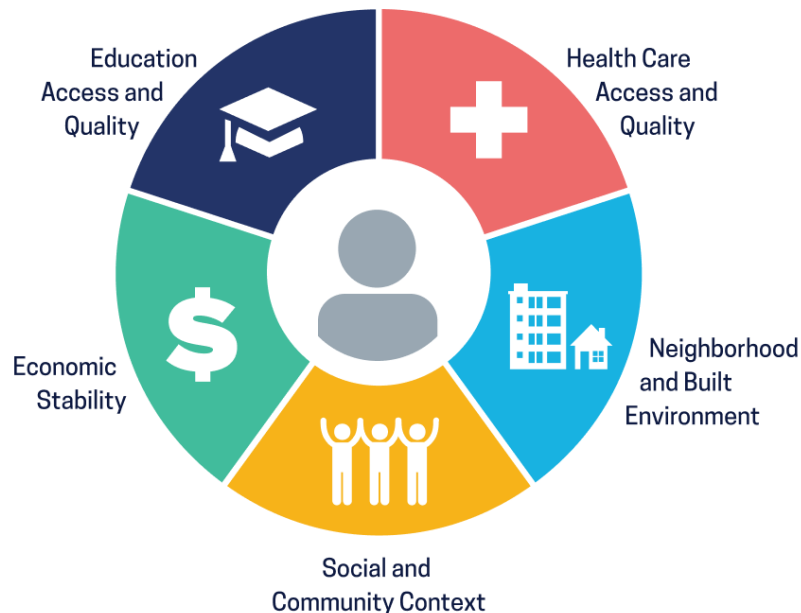 Education
Access and
Quality
Health Care
Access and
Quality
Economic
Stability
Neighborhood
and Built
Environment
Social and
Community Context